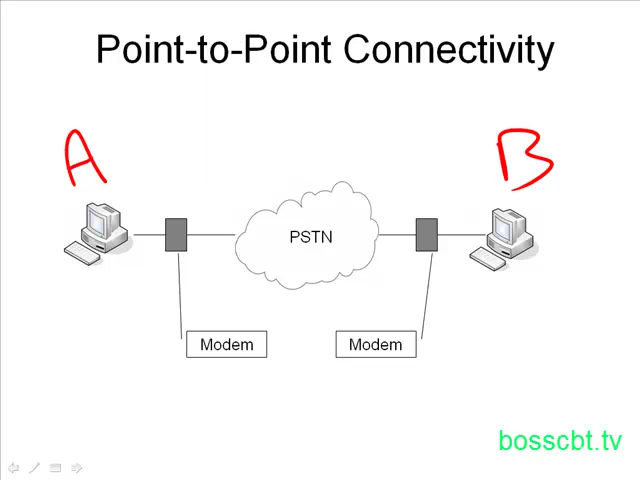 Point-to-Point Connectivity
A
B
PSTN
Modem
Modem
bosscbt.tv